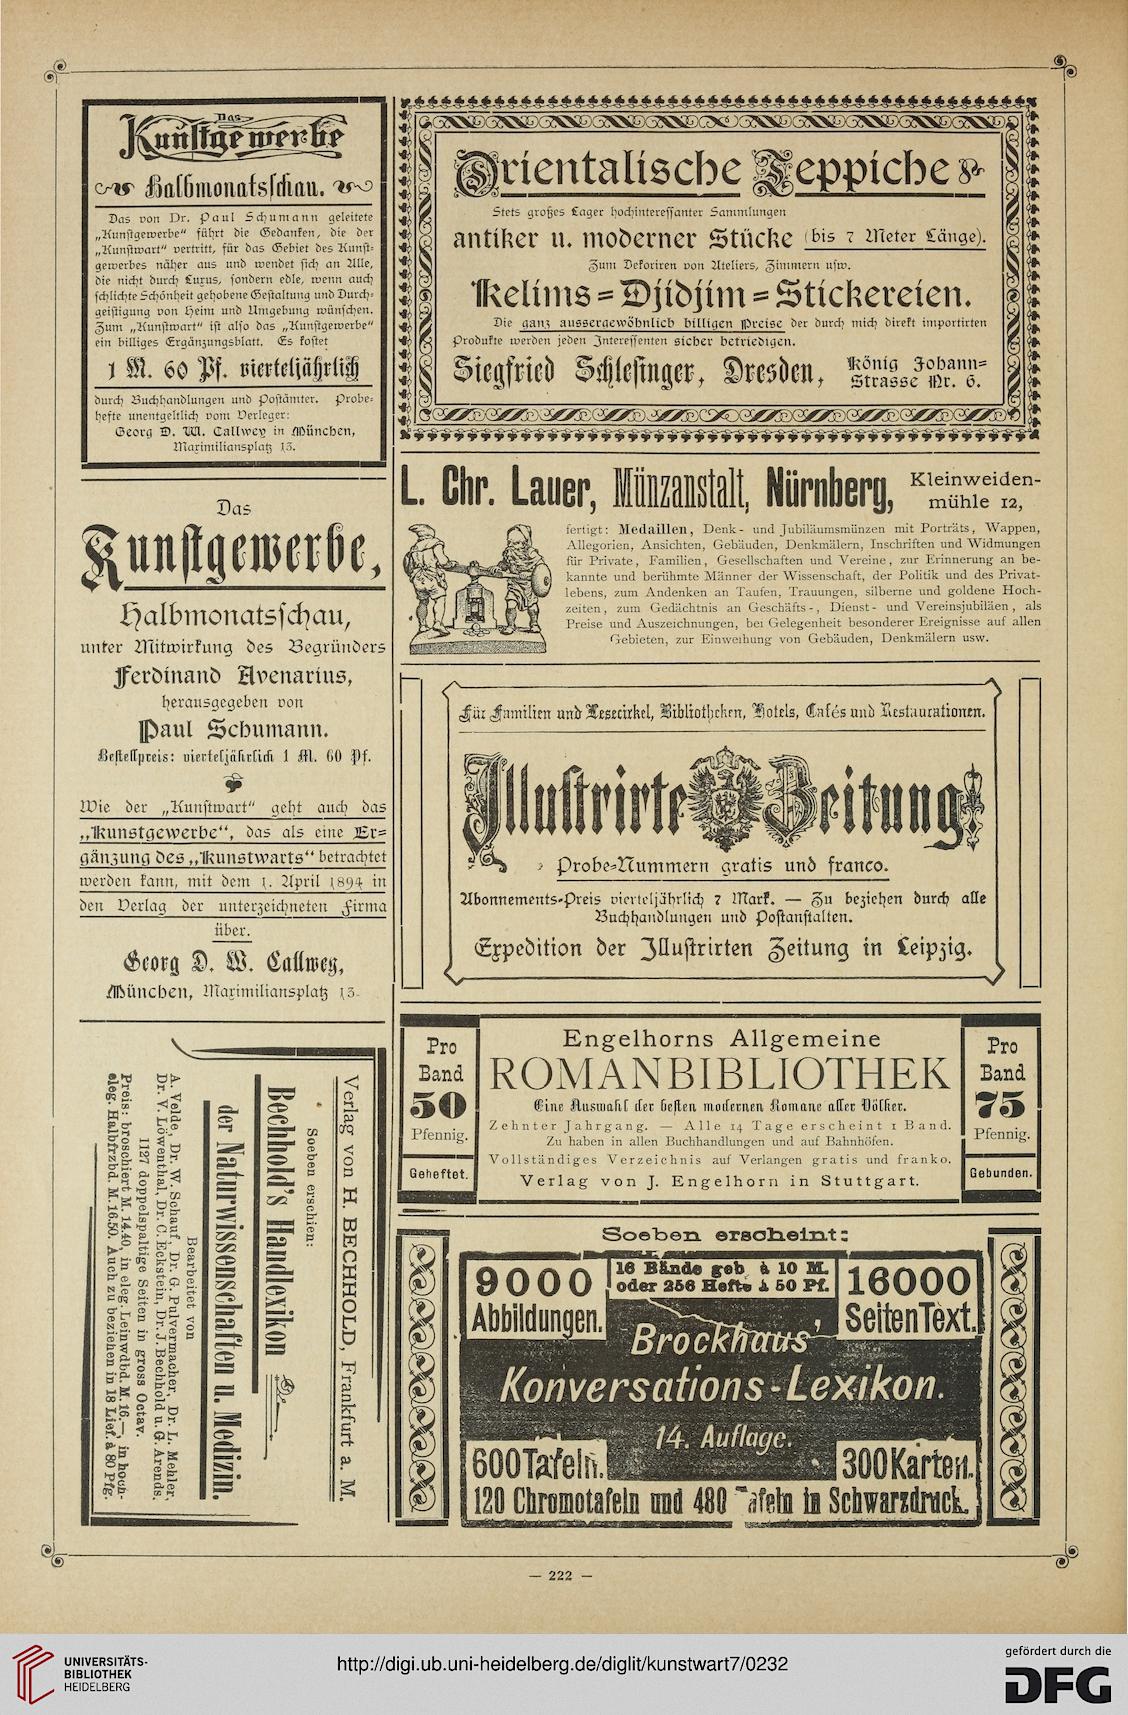 Das
Kunstgewerbe
Halbmonatsschau.
Das von Dr. Paul Schumann geleitete
„Kunstgewerbe“ führt die Gedanken, die der
„Kunstwart“ vertritt, für das Gebiet des Kunst-
gewerbes näher aus und wendet sich an Alle,
die nicht durch Luxus, sondern edle, wenn auch
schlichte Schönheit gehobene Gestaltung und Durch-
geistigung von Heim und Umgebung wünschen.
Zum „Kunstwart“ ist also das „Kunstgewerbe“
ein billiges Ergänzungsblatt. Es kostet
1 M. 60 Pf. vierteljährlich
durch Buchhandlungen und Postämter. Probe-
hefte unentgeltlich vom Verleger:
Georg D. W. Callwey in München,
Maximiliansplatz 13.
Das
Kunstgewerbe,
Halbmonatsschau,
unter Mitwirkung des Begründers
Ferdinand Avenarius,
herausgegeben von
Paul Schumann.
Bestellpreis: vierteljährlich 1 M. 60 Pf.
Wie der „Kunstwart“ geht auch das
„Kunstgewerbe“, das als eine Er-
gänzung des „Kunstwarts“ betrachtet
werden kann, mit dem 1. April 1894 in
den Verlag der unterzeichneten Firma
über.
Georg D. W. Callwey,
München, Maximiliansplatz 13.
Verlag von H. BECHHOLD, Frankfurt a. M.
Soeben erschien:
Bechhold's Handlexikon
der Naturwissenschaften u. Medizin.
Bearbeitet von
A. Velde, Dr. W. Schauf, Dr. G. Pulvermacher, Dr. L. Mehler,
Dr. V. Löwenthal, Dr. C. Eckstein, Dr. J. Bechhold u. G. Arends.
1127 doppelspaltige Seiten in gross Octav.
Preis: broschiert M. 14.40, in eleg. Leinwdbd. M. 16.—, in hoch-
eleg. Halbfrzbd. M. 16.50. Auch zu beziehen in 18 Lief. à 80 Pfg.
Orientalische Teppiche
Stets großes Lager hochinteressanter Sammlungen
antiker u. moderner Stücke (bis 7 Meter Länge).
Zum Dekoriren von Ateliers, Zimmern usw.
Kelims = Djidjim = Stickereien.
Die ganz aussergewöhnlich billigen Preise der durch mich direkt importirten
Produkte werden jeden Interessenten sicher befriedigen.
Siegfried Schlesinger, Dresden, König Johann-
Strasse Nr. 6.
L. Chr. Lauer, Münzanstalt, Nürnberg, Kleinweiden-
mühle 12,
fertigt: Medaillen, Denk- und Jubiläumsmünzen mit Porträts, Wappen,
Allegorien, Ansichten, Gebäuden, Denkmälern, Inschriften und Widmungen
für Private, Familien, Gesellschaften und Vereine, zur Erinnerung an be-
kannte und berühmte Männer der Wissenschaft, der Politik und des Privat-
lebens, zum Andenken an Taufen, Trauungen, silberne und goldene Hoch-
zeiten, zum Gedächtnis an Geschäfts-, Dienst- und Vereinsjubiläen, als
Preise und Auszeichnungen, bei Gelegenheit besonderer Ereignisse auf allen
Gebieten, zur Einweihung von Gebäuden, Denkmälern usw.
Für Familien und Lesecirkel, Bibliotheken, Hotels, Cafés und Restaurationen.
Illustrirte Zeitung
Probe-Nummern gratis und franco.
Abonnements-Preis vierteljährlich 7 Mark. — Zu beziehen durch alle
Buchhandlungen und Postanstalten.
Expedition der Illustrirten Zeitung in Leipzig.
Pro
Band
50
Pfennig.
Geheftet.
Engelhorns Allgemeine
ROMANBIBLIOTHEK
Eine Auswahl der besten modernen Romane aller Völker.
Zehnter Jahrgang. — Alle 14 Tage erscheint 1 Band.
Zu haben in allen Buchhandlungen und auf Bahnhöfen.
Vollständiges Verzeichnis auf Verlangen gratis und franko.
Verlag von J. Engelhorn in Stuttgart.
Pro
Band
75
Pfennig.
Gebunden.
Soeben erscheint:
9000
Abbildungen.
16 Bände geb. à 10 M.
oder 256 Hefte à 50 Pf.
16000
Seiten Text.
Brockhaus'
Konversations-Lexikon.
14. Auflage.
600 Tafeln.
300 Karten.
120 Chromotafeln und 480 Tafeln in Schwarzdruck.
— 222 —
UNIVERSITÄTS-
BIBLIOTHEK
HEIDELBERG
http://digi.ub.uni-heidelberg.de/diglit/kunstwart7/0232
gefördert durch die
DFG